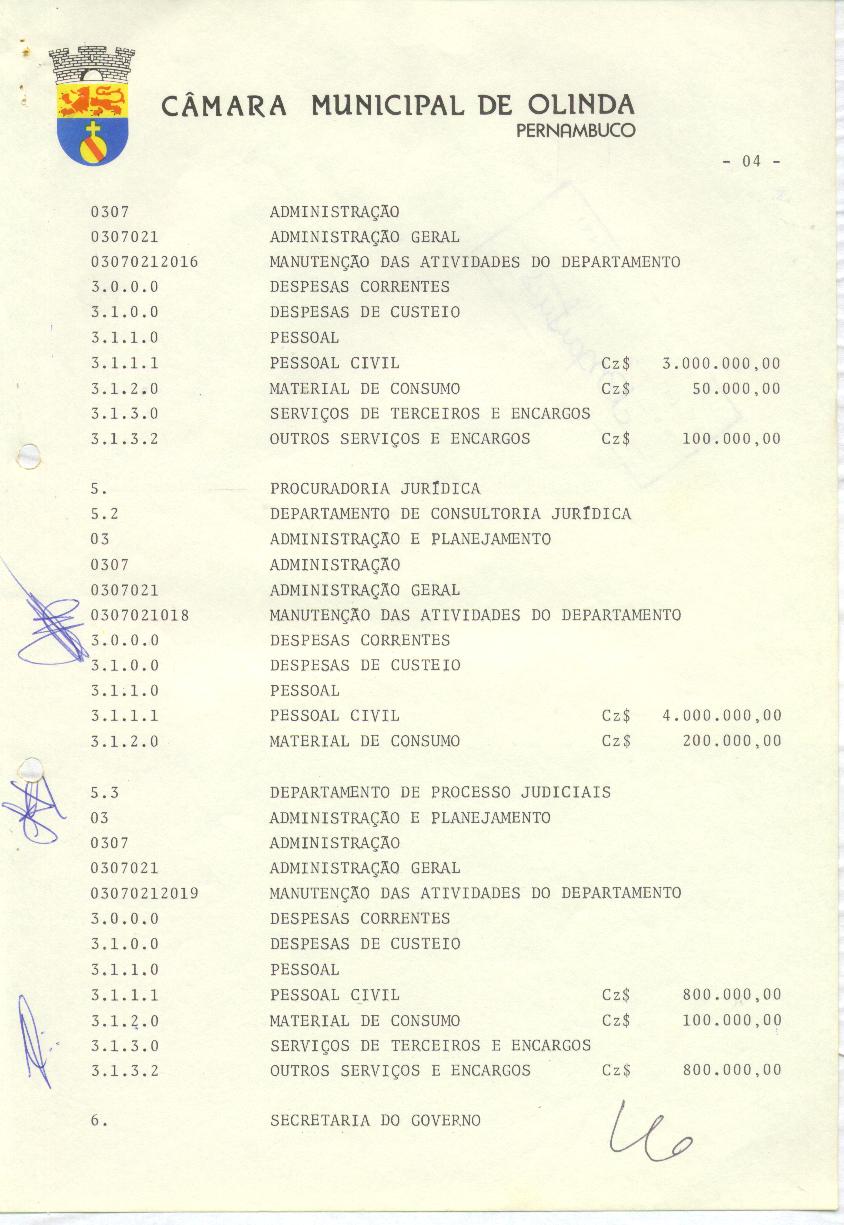 CÂMARA MUNICIPAL DE OLINDA
PERNAMBUCO
- 04 -
0307 ADMINISTRAÇÃO
0307021 ADMINISTRAÇÃO GERAL
03070212016 MANUTENÇÃO DAS ATIVIDADES DO DEPARTAMENTO
3.0.0.0 DESPESAS CORRENTES
3.1.0.0 DESPESAS DE CUSTEIO
3.1.1.0 PESSOAL
3.1.1.1 PESSOAL CIVIL Cz$ 3.000.000,00
3.1.2.0 MATERIAL DE CONSUMO Cz$ 50.000,00
3.1.3.0 SERVIÇOS DE TERCEIROS E ENCARGOS
3.1.3.2 OUTROS SERVIÇOS E ENCARGOS Cz$ 100.000,00
5. PROCURADORIA JURÍDICA
5.2 DEPARTAMENTO DE CONSULTORIA JURÍDICA
03 ADMINISTRAÇÃO E PLANEJAMENTO
0307 ADMINISTRAÇÃO
0307021 ADMINISTRAÇÃO GERAL
0307021018 MANUTENÇÃO DAS ATIVIDADES DO DEPARTAMENTO
3.0.0.0 DESPESAS CORRENTES
3.1.0.0 DESPESAS DE CUSTEIO
3.1.1.0 PESSOAL
3.1.1.1 PESSOAL CIVIL Cz$ 4.000.000,00
3.1.2.0 MATERIAL DE CONSUMO Cz$ 200.000,00
5.3 DEPARTAMENTO DE PROCESSO JUDICIAIS
03 ADMINISTRAÇÃO E PLANEJAMENTO
0307 ADMINISTRAÇÃO
0307021 ADMINISTRAÇÃO GERAL
03070212019 MANUTENÇÃO DAS ATIVIDADES DO DEPARTAMENTO
3.0.0.0 DESPESAS CORRENTES
3.1.0.0 DESPESAS DE CUSTEIO
3.1.1.0 PESSOAL
3.1.1.1 PESSOAL CIVIL Cz$ 800.000,00
3.1.2.0 MATERIAL DE CONSUMO Cz$ 100.000,00
3.1.3.0 SERVIÇOS DE TERCEIROS E ENCARGOS
3.1.3.2 OUTROS SERVIÇOS E ENCARGOS Cz$ 800.000,00
6. SECRETARIA DO GOVERNO